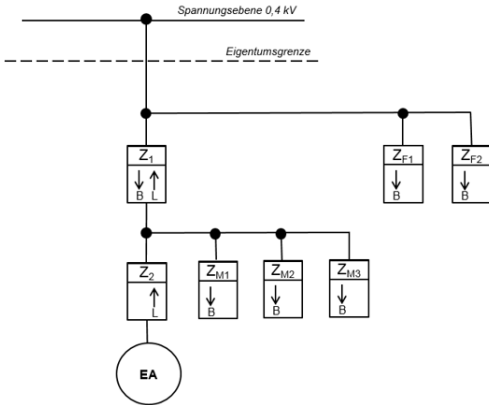 Spannungsebene 0,4 kV
Eigentumsgrenze
Z1
B L
ZF1
B
ZF2
B
Z2
L
ZM1
B
ZM2
B
ZM3
B
EA